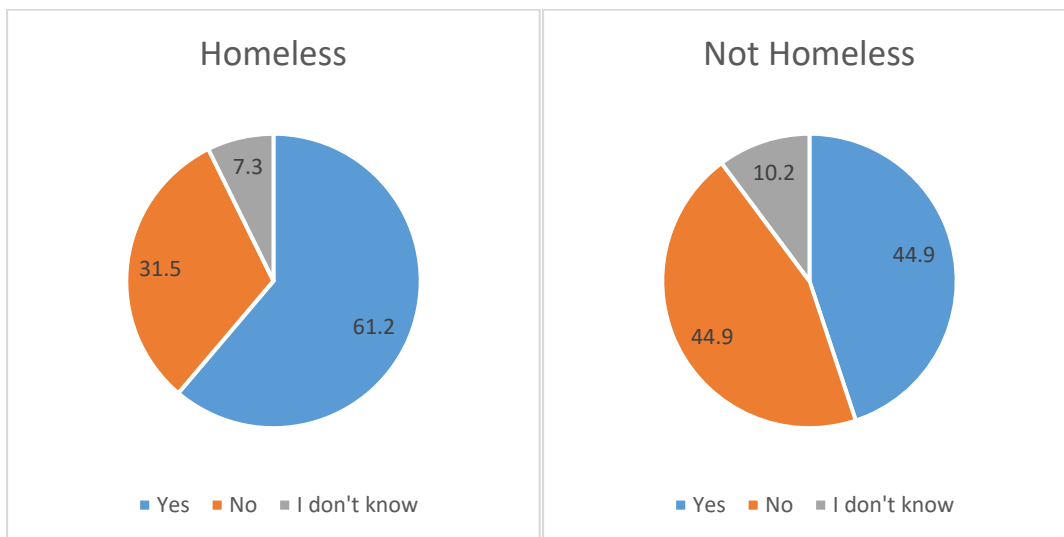 Homeless
7.3
31.5
61.2
Yes No I don't know
Not Homeless
10.2
44.9
44.9
Yes No I don't know